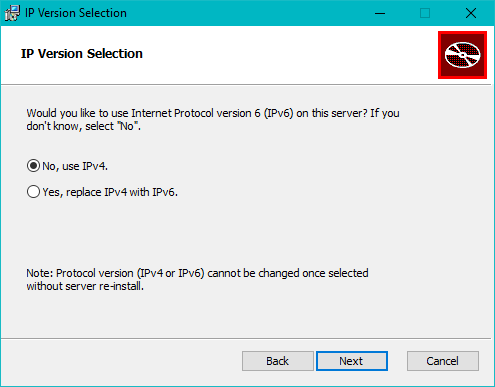 IP Version Selection
IP Version Selection
Would you like to use Internet Protocol version 6 (IPv6) on this server? If you
don't know, select "No".
No, use IPv4.
Yes, replace IPv4 with IPv6.
Note: Protocol version (IPv4 or IPv6) cannot be changed once selected
without server re-install.
Back Next Cancel